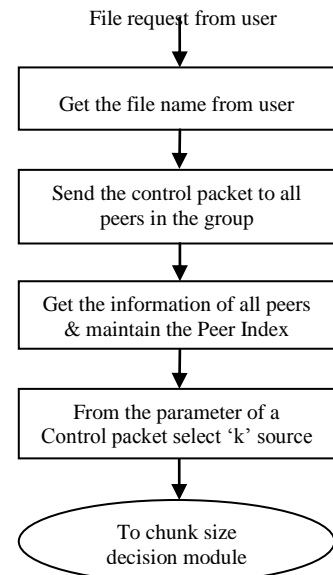 File request from user
Get the file name from user
Send the control packet to all
peers in the group
Get the information of all peers
& maintain the Peer Index
From the parameter of a
Control packet select ‘k’ source
To chunk size
decision module